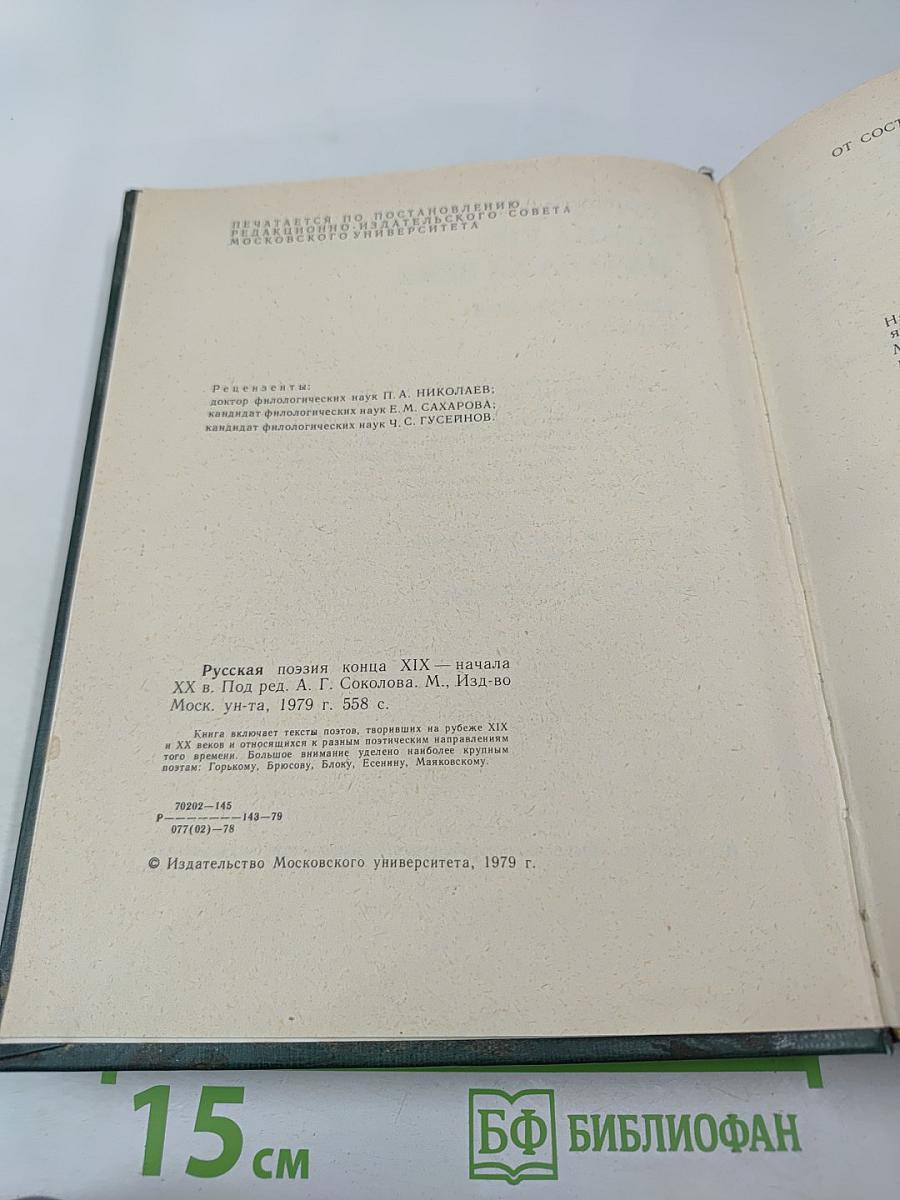 ПЕЧАТАЕТСЯ ПО ПОСТАНОВЛЕНИЮ
РЕДАКЦИОННО-ИЗДАТЕЛЬСКОГО СОВЕТА
МОСКОВСКОГО УНИВЕРСИТЕТА
Рецензенты:
доктор филологических наук П. А. НИКОЛАЕВ;
кандидат филологических наук Е. М. САХАРОВА;
кандидат филологических наук Ч. С. ГУСЕЙНОВ.
Русская поэзия конца XIX — начала
XX в. Под ред. А. Г. Соколова. М., Изд-во
Моск. ун-та, 1979 г. 558 с.
Книга включает тексты поэтов, творивших на рубеже XIX
и XX веков и относящихся к разным поэтическим направлениям
того времени. Большое внимание уделено наиболее крупным
поэтам: Горькому, Брюсову, Блоку, Есенину, Маяковскому.
70202—145
Р———————143—79
077(02)—78
© Издательство Московского университета, 1979 г.
ОТ СОСТ
15 см
БФ БИБЛИОФАН